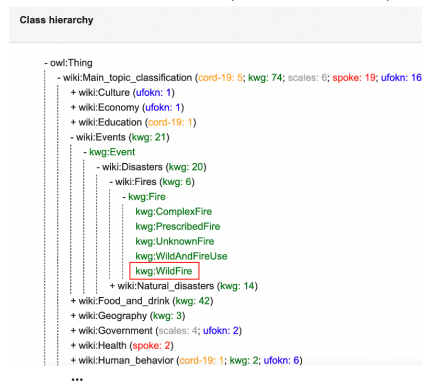 Class hierarchy
- owl:Thing
- wiki:Main_topic_classification (cord-19: 5; kwg: 74; scales: 6; spoke: 19; ufokn: 16
+ wiki:Culture (ufokn: 1)
+ wiki:Economy (ufokn: 1)
+ wiki:Education (cord-19: 1)
- wiki:Events (kwg: 21)
- kwg:Event
- wiki:Disasters (kwg: 20)
- wiki:Fires (kwg: 6)
- kwg:Fire
kwg:ComplexFire
kwg:PrescribedFire
kwg:UnknownFire
kwg:WildAndFireUse
kwg:WildFire
+ wiki:Natural_disasters (kwg: 14)
+ wiki:Food_and_drink (kwg: 42)
+ wiki:Geography (kwg: 3)
+ wiki:Government (scales: 4; ufokn: 2)
+ wiki:Health (spoke: 2)
+ wiki:Human_behavior (cord-19: 1; kwg: 2; ufokn: 6)
...